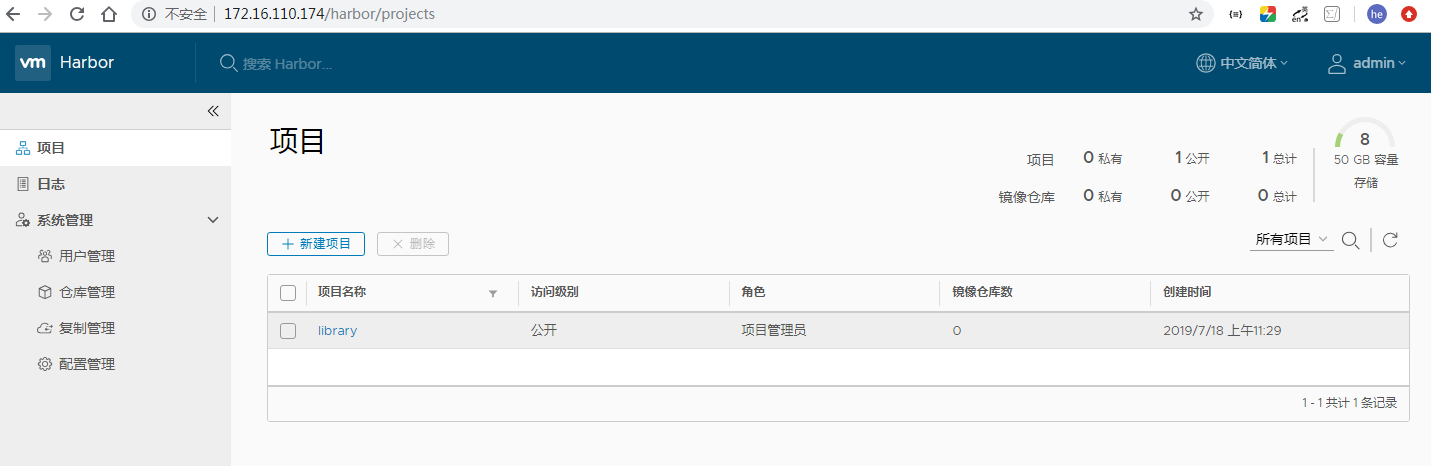 不安全 172.16.110.174/harbor/projects
he
vm Harbor 搜索 Harbor... 中文简体 admin
项目
日志
系统管理
用户管理
仓库管理
复制管理
配置管理
项目
项目 0 私有 1 公开 1 总计
镜像仓库 0 私有 0 公开 0 总计
8
50 GB 容量
存储
+ 新建项目 × 删除 所有项目
项目名称 访问级别 角色 镜像仓库数 创建时间
library 公开 项目管理员 0 2019/7/18 上午11:29
1 - 1 共计 1 条记录